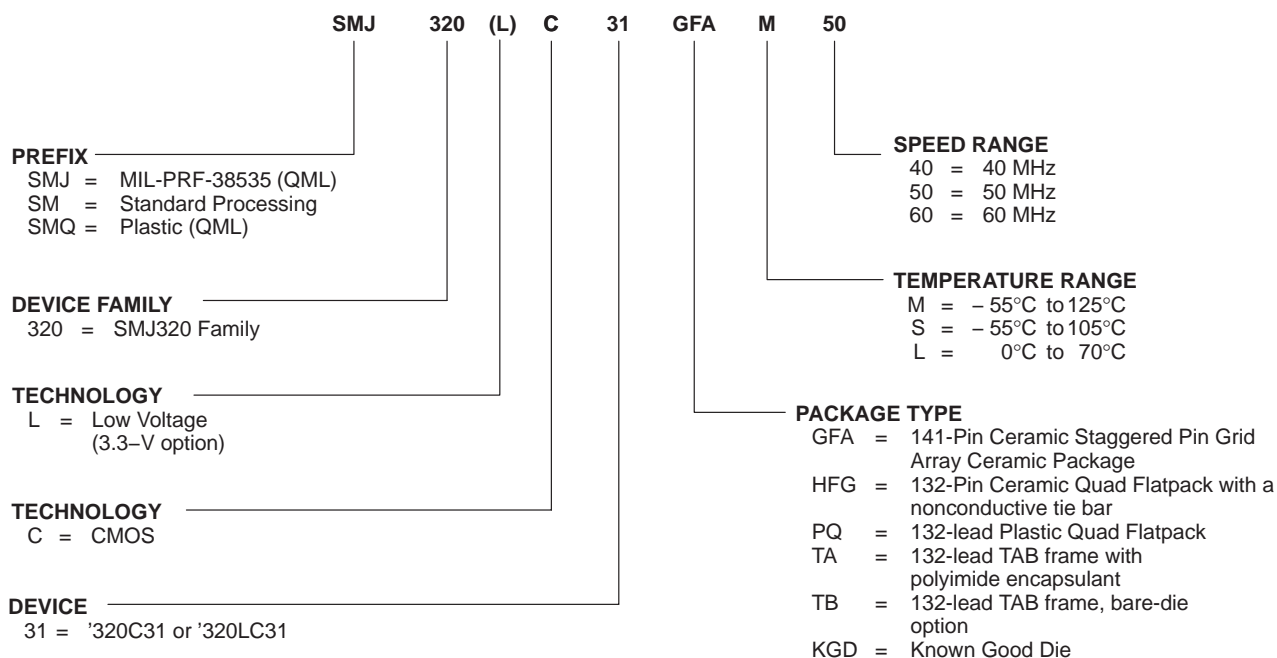 SMJ 320 (L) C 31 GFA M 50
PREFIX
SMJ = MIL-PRF-38535 (QML)
SM = Standard Processing
SMQ = Plastic (QML)
DEVICE FAMILY
320 = SMJ320 Family
TECHNOLOGY
L = Low Voltage
(3.3−V option)
TECHNOLOGY
C = CMOS
DEVICE
31 = ’320C31 or ’320LC31
SPEED RANGE
40 = 40 MHz
50 = 50 MHz
60 = 60 MHz
TEMPERATURE RANGE
M = − 55°C to 125°C
S = − 55°C to 105°C
L = 0°C to 70°C
PACKAGE TYPE
GFA = 141-Pin Ceramic Staggered Pin Grid
Array Ceramic Package
HFG = 132-Pin Ceramic Quad Flatpack with a
nonconductive tie bar
PQ = 132-lead Plastic Quad Flatpack
TA = 132-lead TAB frame with
polyimide encapsulant
TB = 132-lead TAB frame, bare-die
option
KGD = Known Good Die